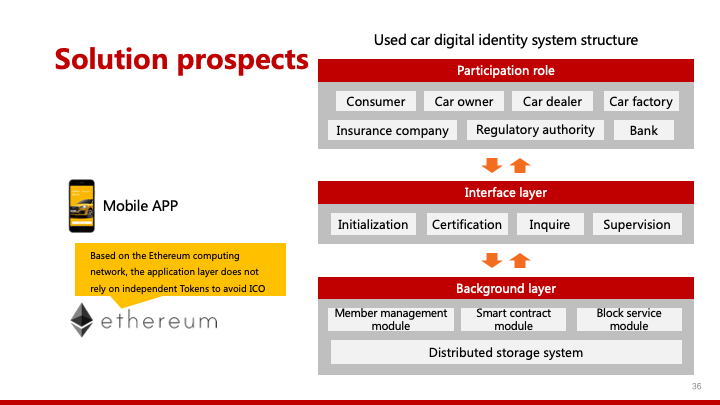 Solution prospects
Used car digital identity system structure
Participation role
Consumer
Car owner
Car dealer
Car factory
Insurance company
Regulatory authority
Bank
Mobile APP
Interface layer
Initialization
Certification
Inquire
Supervision
Based on the Ethereum computing
network, the application layer does not
rely on independent Tokens to avoid ICO
ethereum
Background layer
Member management
module
Smart contract
module
Block service
module
Distributed storage system
36